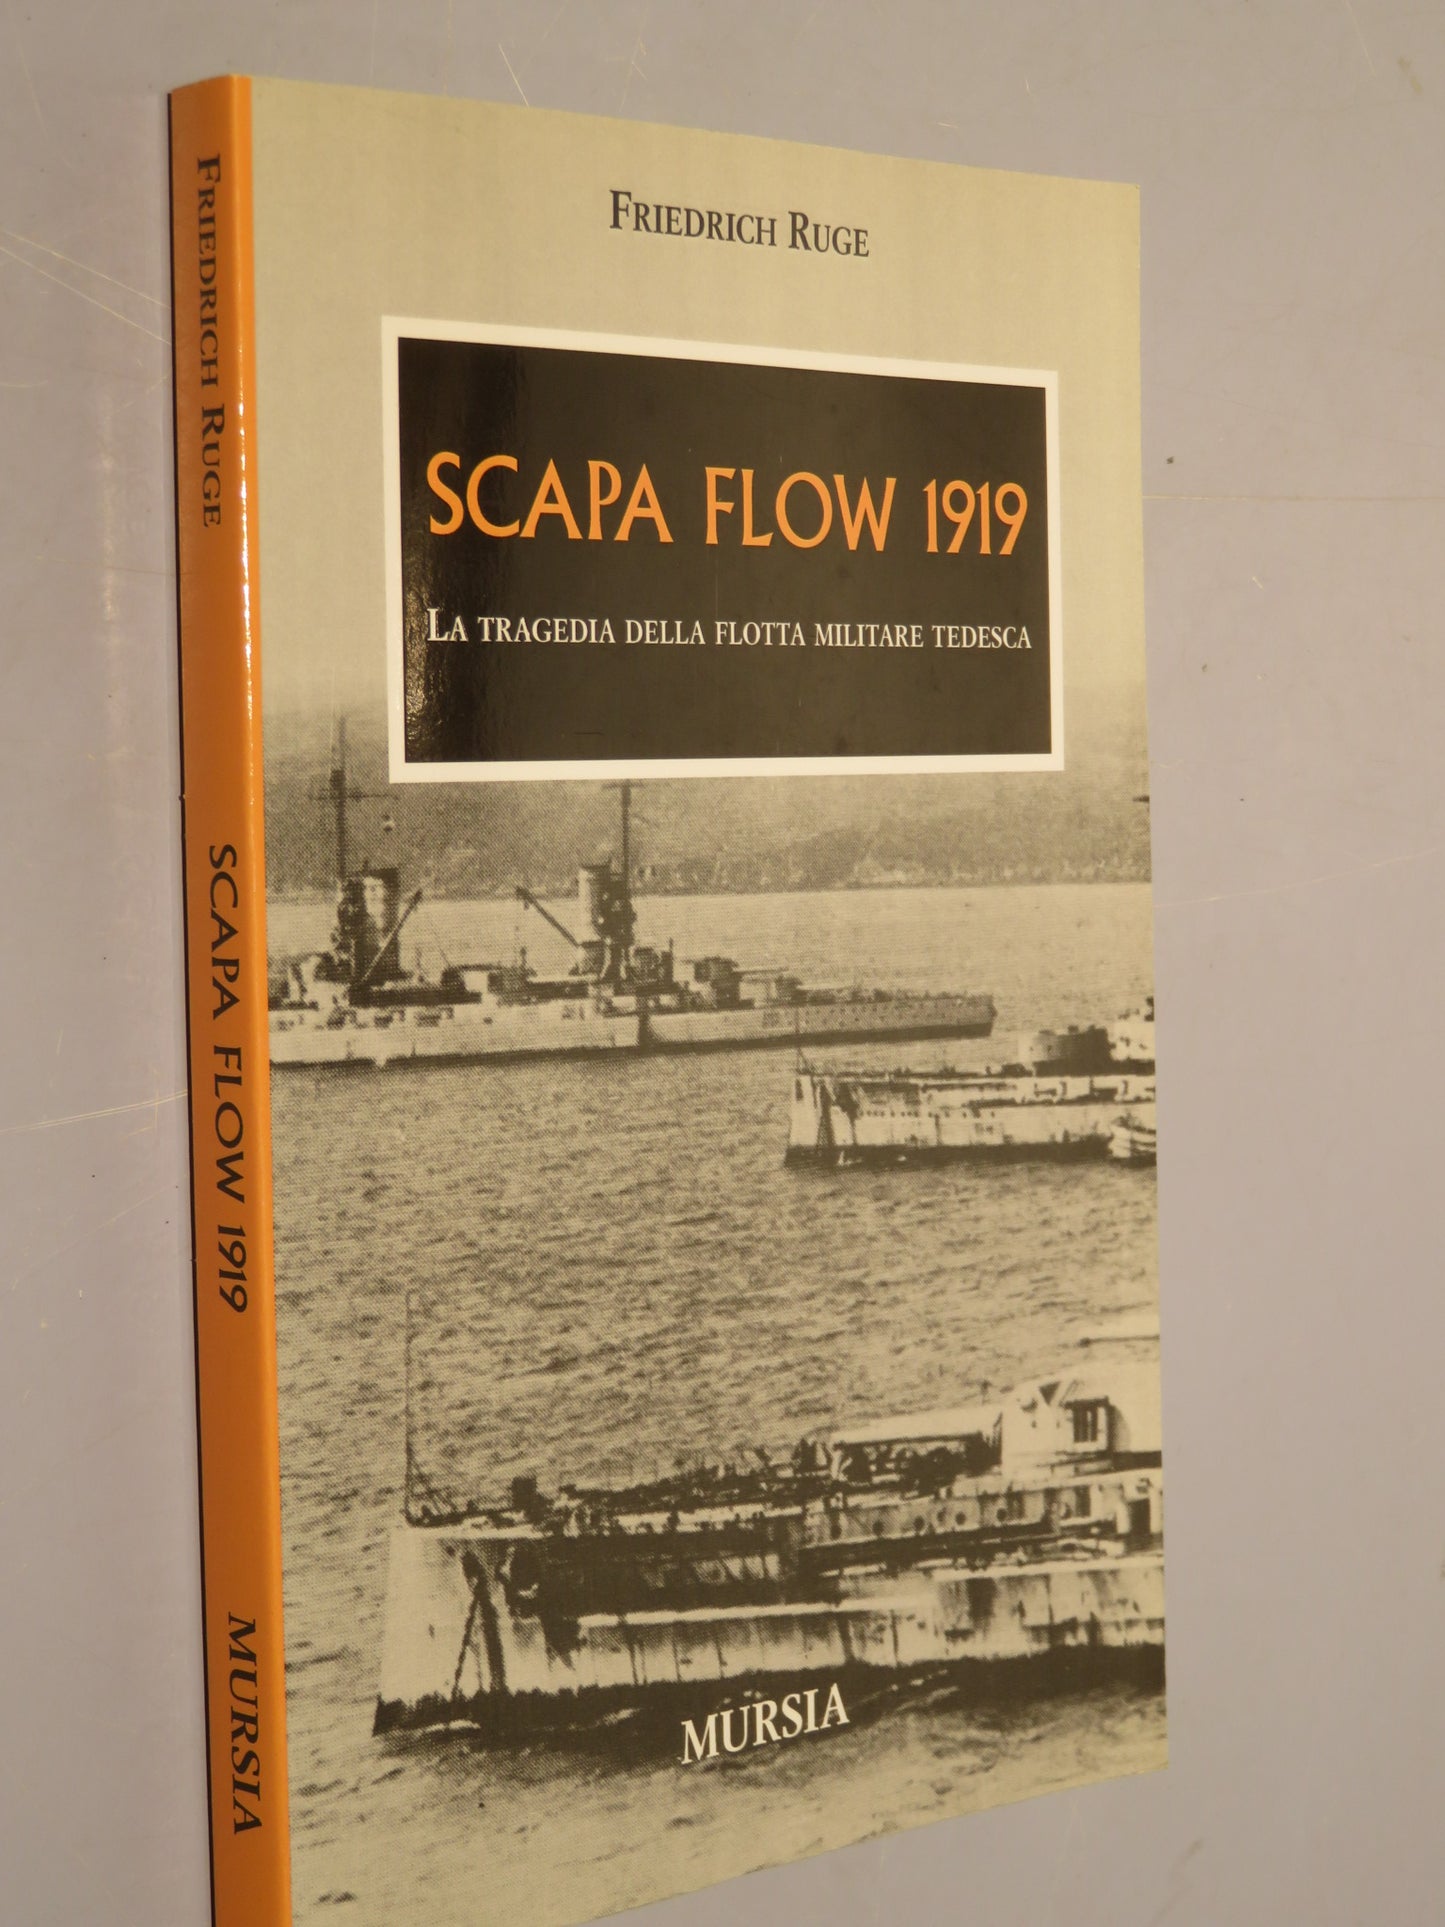 FRIEDRICH RUGE
SCAPA FLOW 1919
LA TRAGEDIA DELLA FLOTTA MILITARE TEDESCA
MURSIA
FRIEDRICH RUGE
SCAPA FLOW 1919
MURSIA